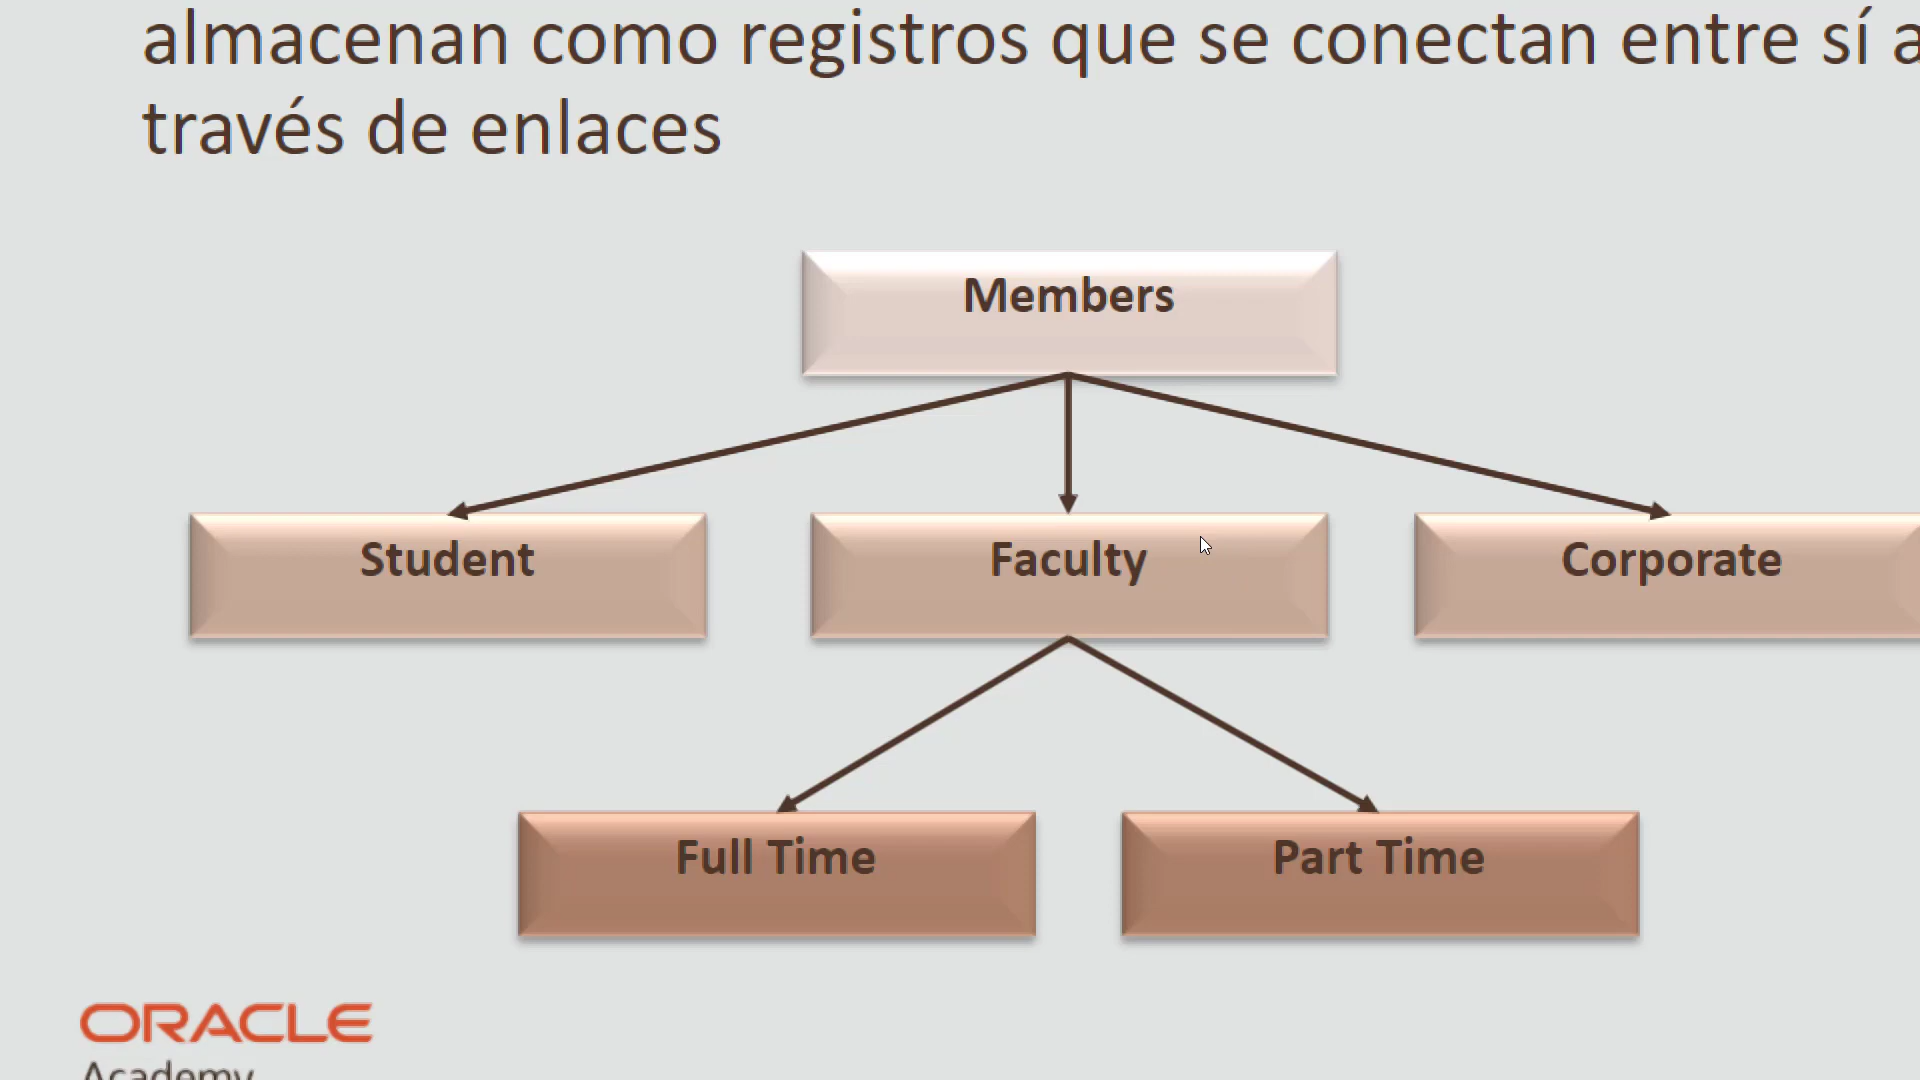 almacenan como registros que se conectan entre sí a
través de enlaces
Members
Student
Faculty
Corporate
Full Time
Part Time
ORACLE
Academy